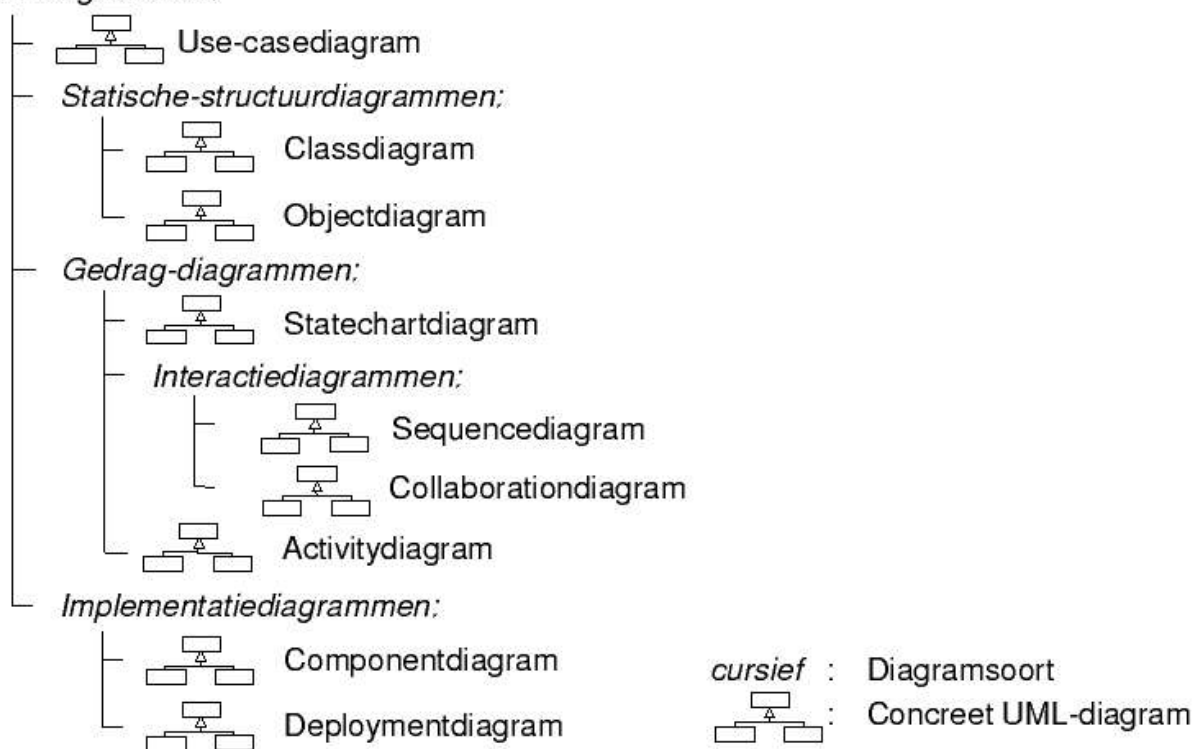 Use-casediagram
Statische-structuurdiagrammen:
Classdiagram
Objectdiagram
Gedrag-diagrammen:
Statechartdiagram
Interactiediagrammen:
Sequencediagram
Collaborationdiagram
Activitydiagram
Implementatiediagrammen:
Componentdiagram
Deploymentdiagram
cursief : Diagramsoort
: Concreet UML-diagram